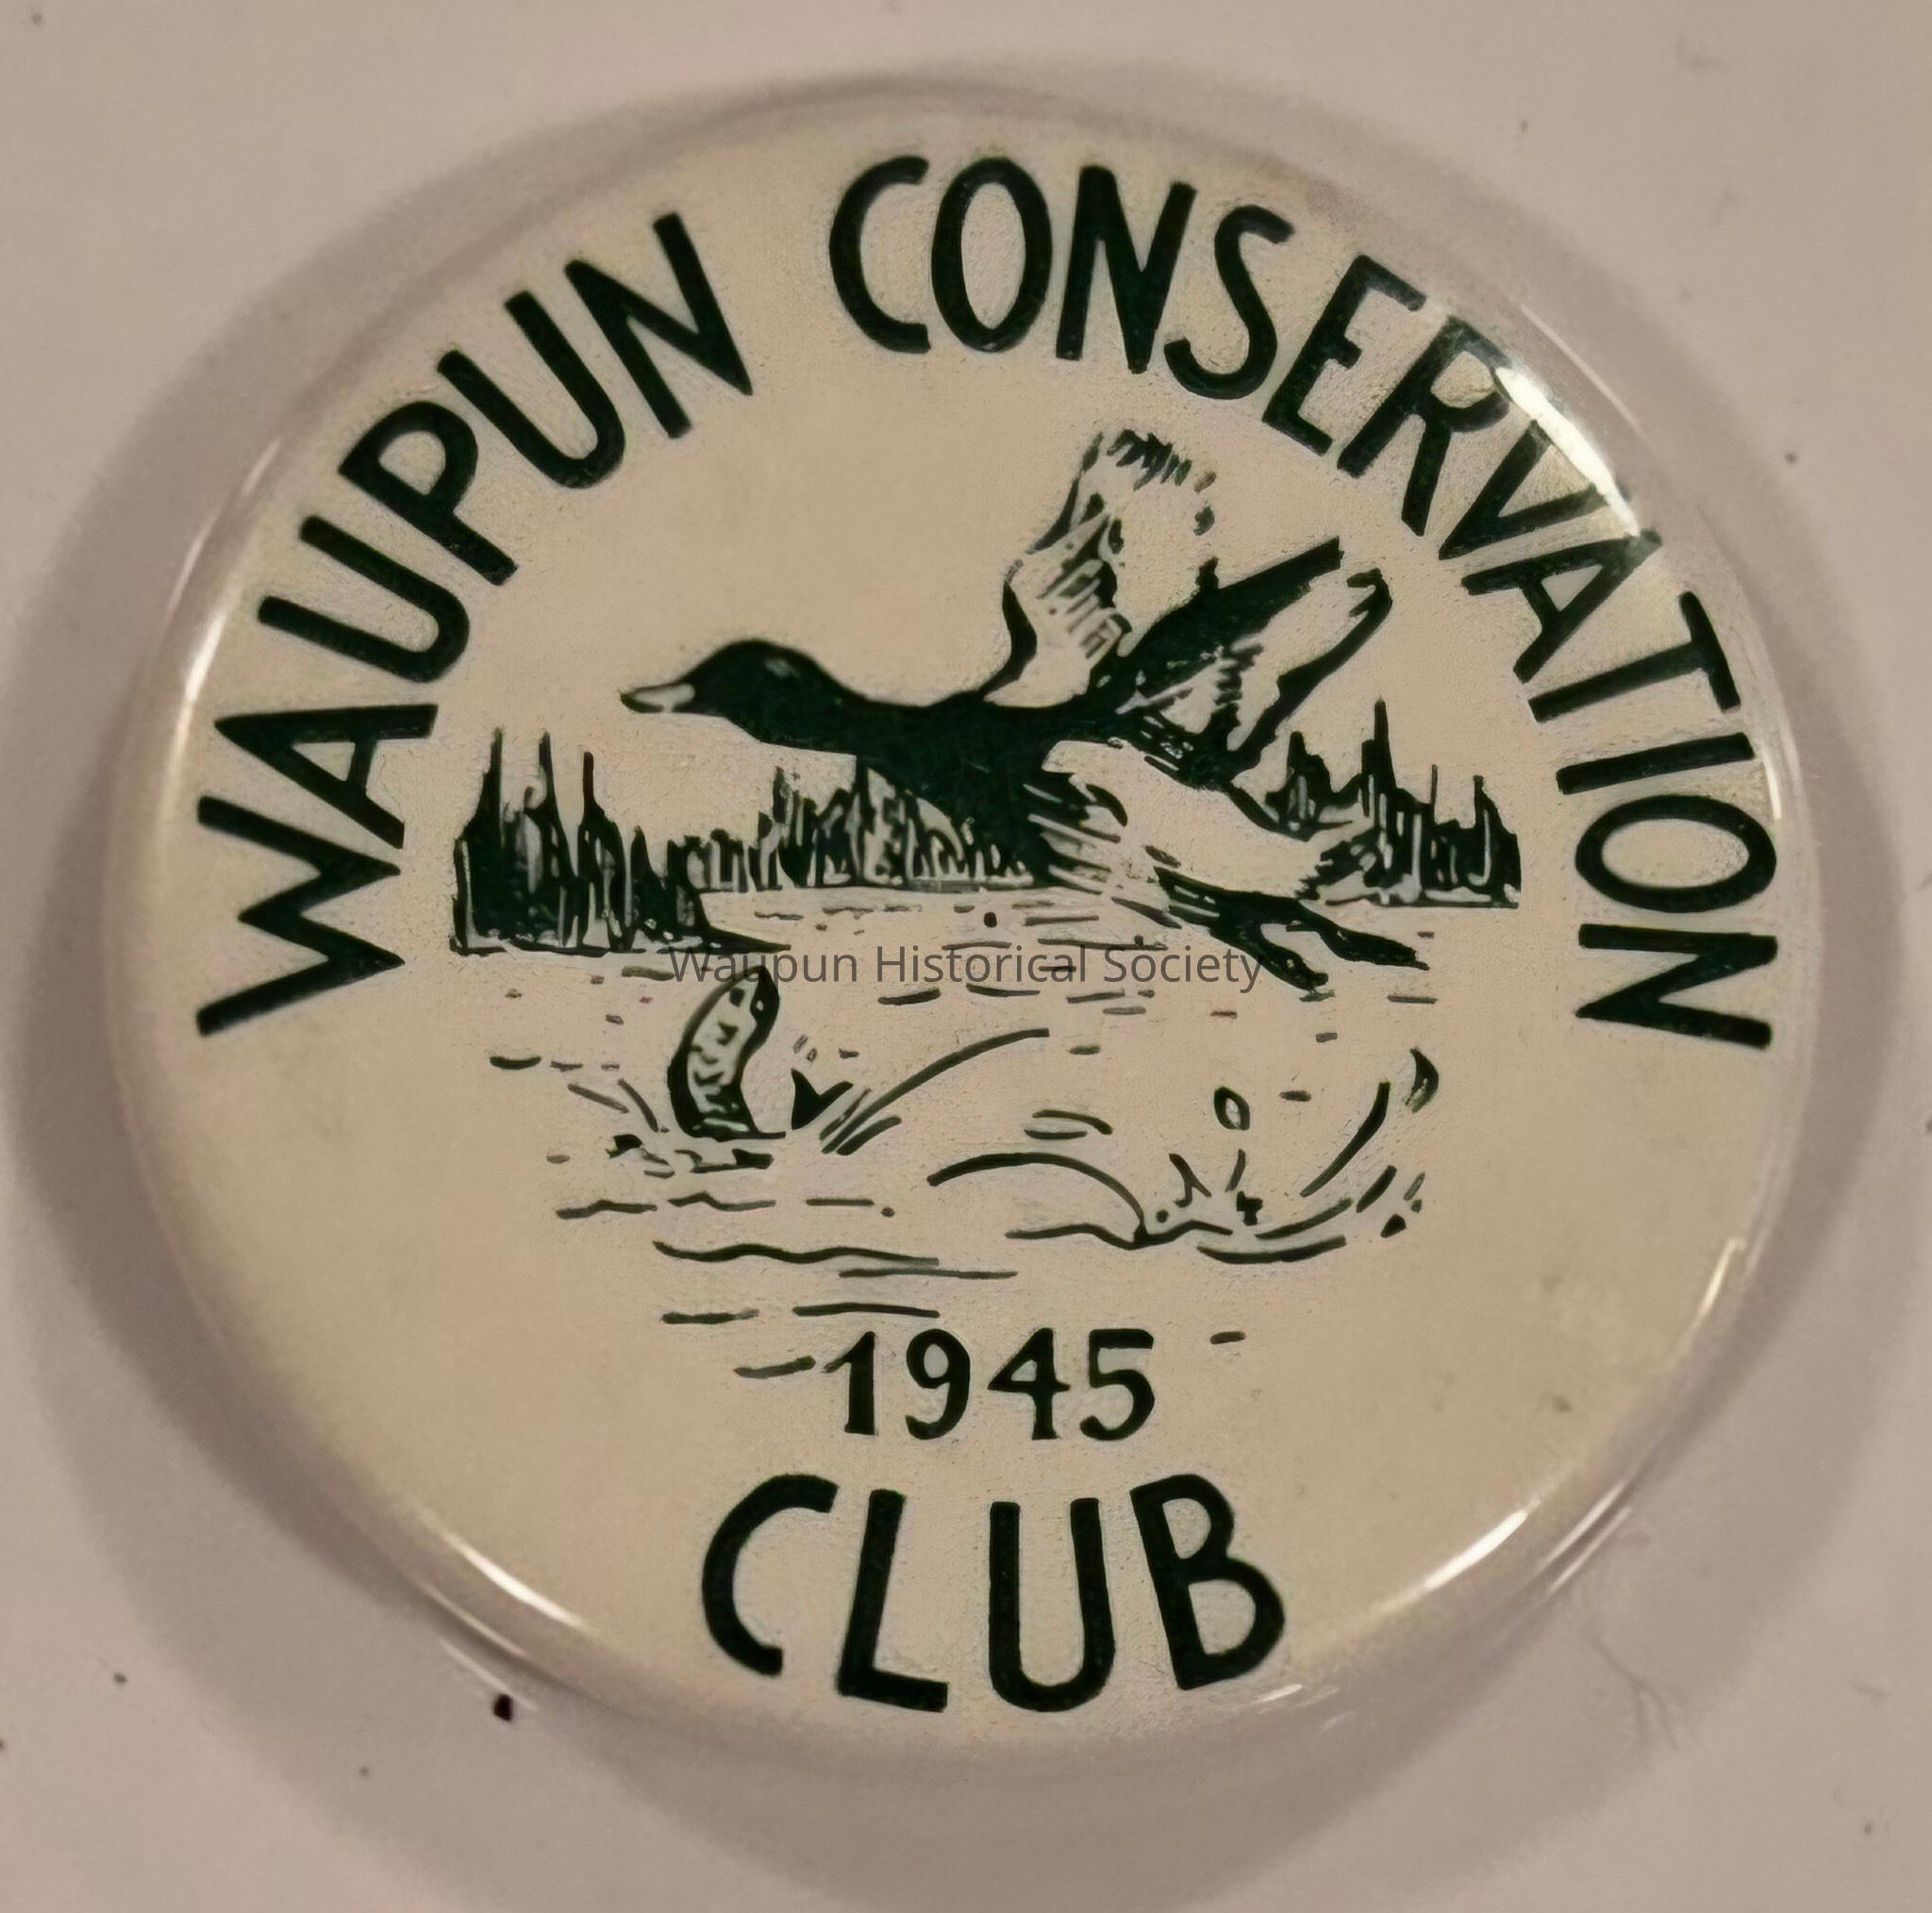 WAUPUN CONSERVATION
Waupun Historical Society
1945
CLUB